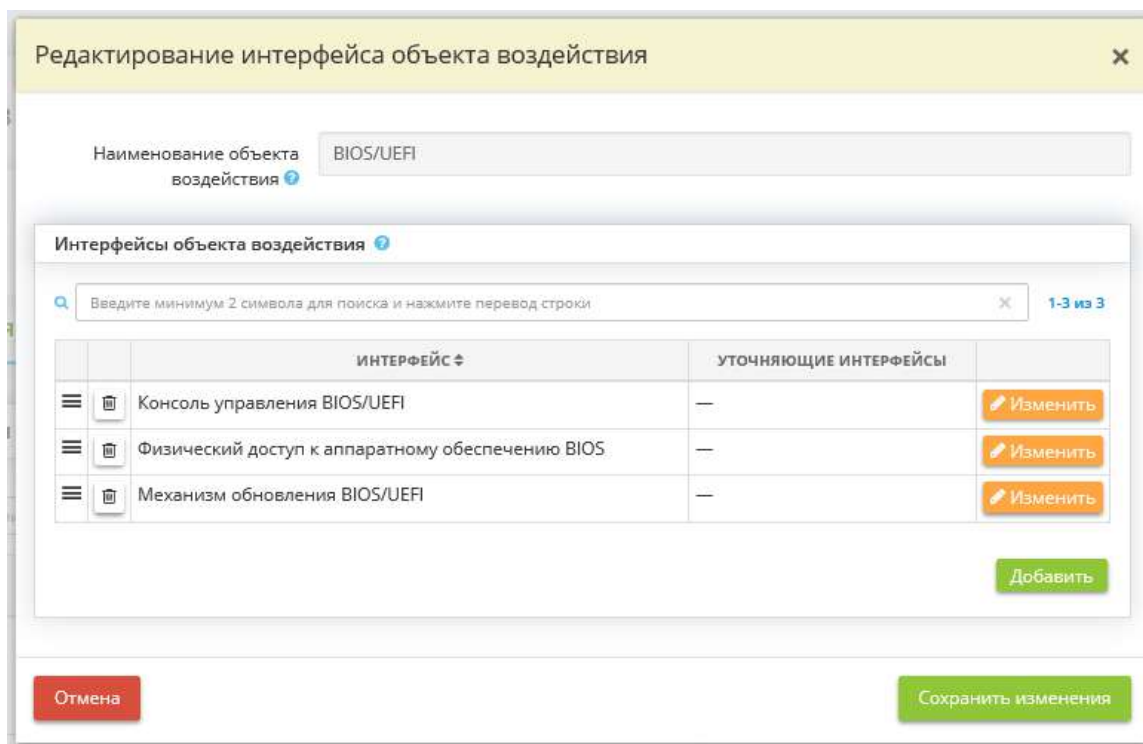 Редактирование интерфейса объекта воздействия
Наименование объекта воздействия
BIOS/UEFI
Интерфейсы объекта воздействия
Введите минимум 2 символа для поиска и нажмите перевод строки
1-3 из 3
ИНТЕРФЕЙС УТОЧНЯЮЩИЕ ИНТЕРФЕЙСЫ
Консоль управления BIOS/UEFI — Изменить
Физический доступ к аппаратному обеспечению BIOS — Изменить
Механизм обновления BIOS/UEFI — Изменить
Добавить
Отмена
Сохранить изменения